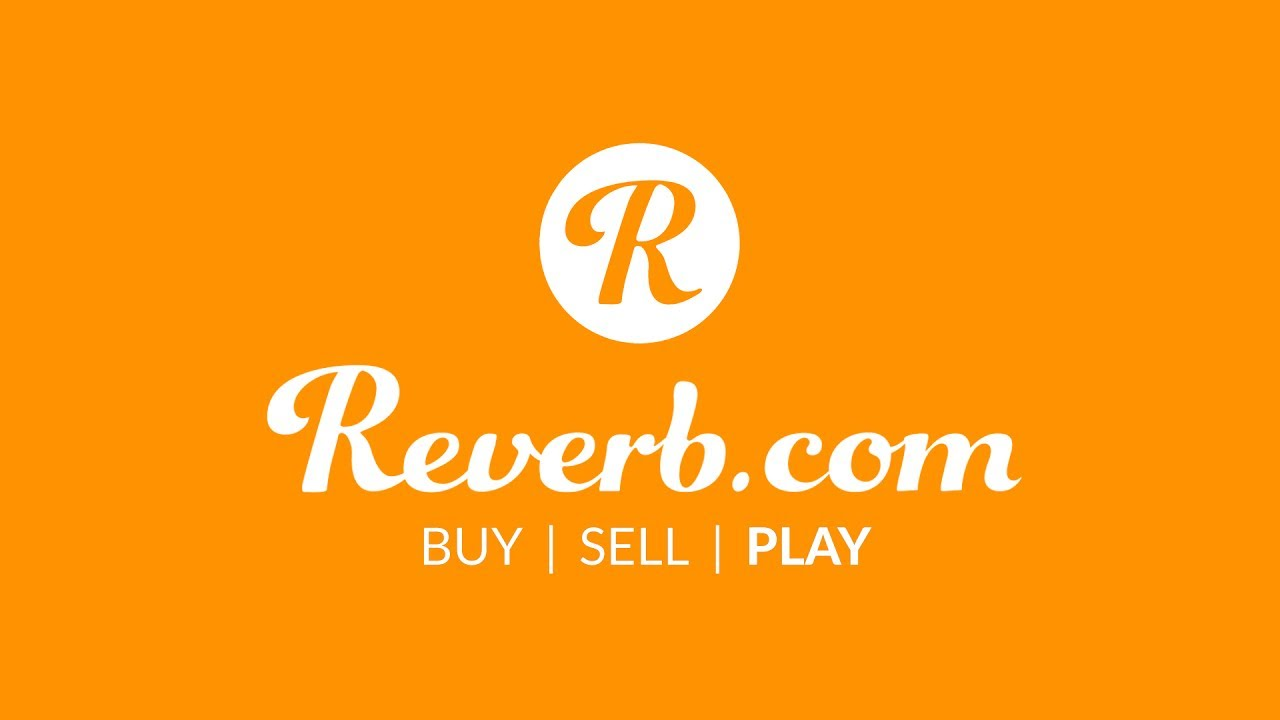 R
Reverb.com
BUY | SELL | PLAY